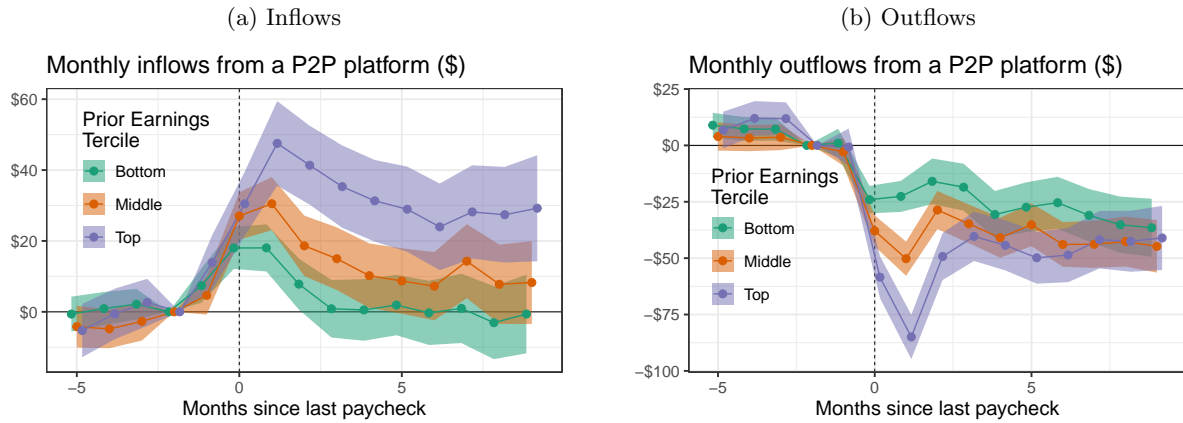 (a) Inflows
Monthly inflows from a P2P platform ($)
$60
$40
$20
$0
Prior Earnings
Tercile
Bottom
Middle
Top
−5
0
5
Months since last paycheck
(b) Outflows
Monthly outflows from a P2P platform ($)
$25
$0
−$25
−$50
−$75
−$100
Prior Earnings
Tercile
Bottom
Middle
Top
−5
0
5
Months since last paycheck